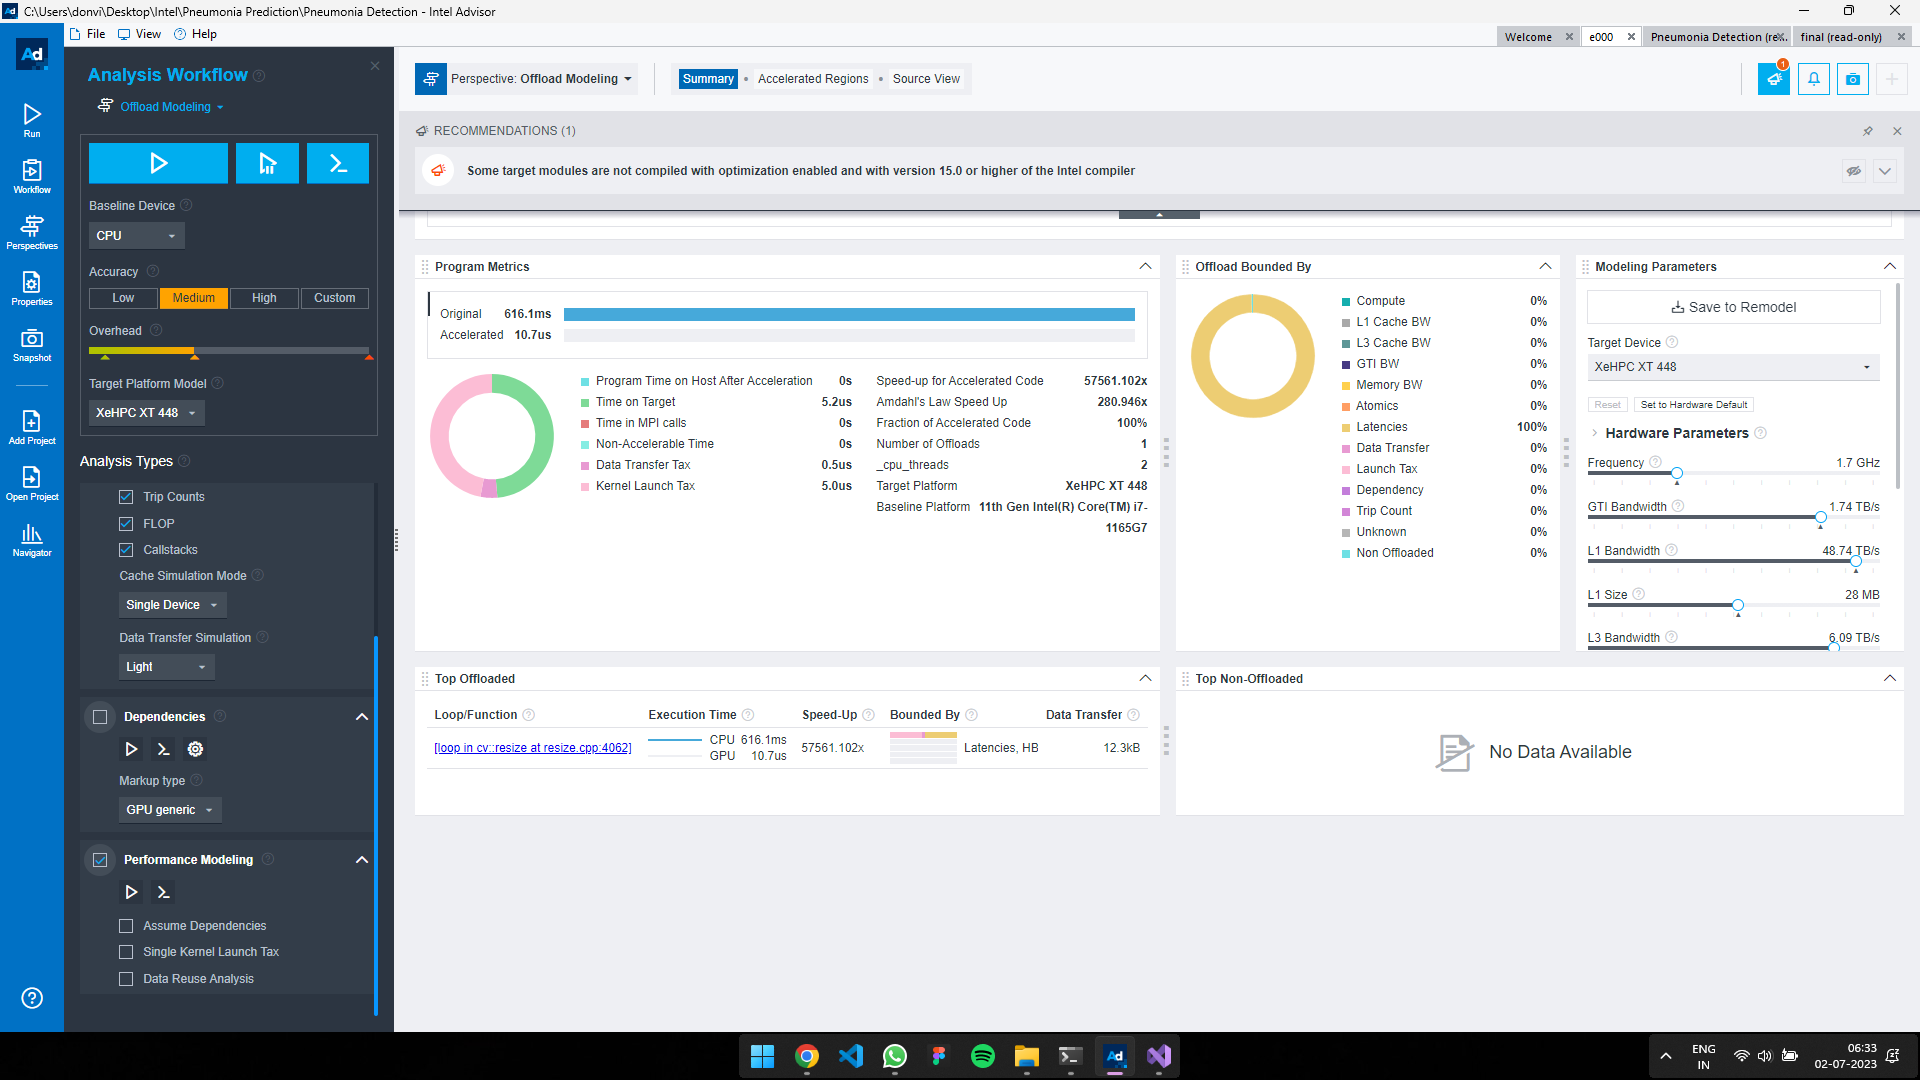 C:\Users\donvi\Desktop\Intel\Pneumonia Prediction\Pneumonia Detection - Intel Advisor
File View Help
Welcome
e000
Pneumonia Detection (re..
final (read-only)
Ad
Run
Workflow
Perspectives
Properties
Snapshot
Add Project
Open Project
Navigator
Analysis Workflow
Offload Modeling
Baseline Device
CPU
Accuracy
Low Medium High Custom
Overhead
Target Platform Model
XeHPC XT 448
Analysis Types
Trip Counts
FLOP
Callstacks
Cache Simulation Mode
Single Device
Data Transfer Simulation
Light
Dependencies
Markup type
GPU generic
Performance Modeling
Assume Dependencies
Single Kernel Launch Tax
Data Reuse Analysis
Perspective: Offload Modeling
Summary • Accelerated Regions • Source View
1
RECOMMENDATIONS (1)
Some target modules are not compiled with optimization enabled and with version 15.0 or higher of the Intel compiler
Program Metrics
Original 616.1ms
Accelerated 10.7us
Program Time on Host After Acceleration 0s
Time on Target 5.2us
Time in MPI calls 0s
Non-Accelerable Time 0s
Data Transfer Tax 0.5us
Kernel Launch Tax 5.0us
Speed-up for Accelerated Code 57561.102x
Amdahl's Law Speed Up 280.946x
Fraction of Accelerated Code 100%
Number of Offloads 1
_cpu_threads 2
Target Platform XeHPC XT 448
Baseline Platform 11th Gen Intel(R) Core(TM) i7-
1165G7
Offload Bounded By
Compute 0%
L1 Cache BW 0%
L3 Cache BW 0%
GTI BW 0%
Memory BW 0%
Atomics 0%
Latencies 100%
Data Transfer 0%
Launch Tax 0%
Dependency 0%
Trip Count 0%
Unknown 0%
Non Offloaded 0%
Modeling Parameters
Save to Remodel
Target Device
XeHPC XT 448
Reset Set to Hardware Default
Hardware Parameters
Frequency 1.7 GHz
GTI Bandwidth 1.74 TB/s
L1 Bandwidth 48.74 TB/s
L1 Size 28 MB
L3 Bandwidth 6.09 TB/s
Top Offloaded
Loop/Function Execution Time Speed-Up Bounded By Data Transfer
[loop in cv::resize at resize.cpp:4062] CPU 616.1ms 57561.102x Latencies, HB 12.3kB
GPU 10.7us
Top Non-Offloaded
No Data Available
Ad
ENG
IN
06:33
02-07-2023